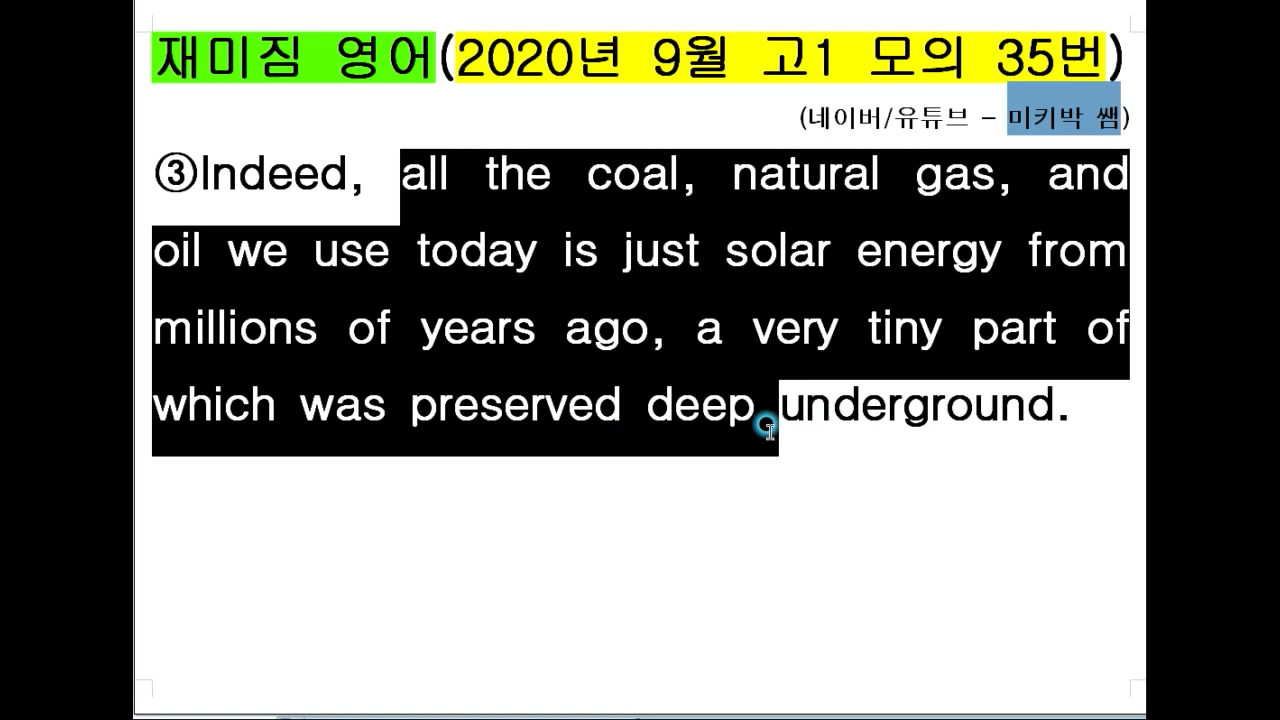 재미짐 영어(2020년 9월 고1 모의 35번)
(네이버/유튜브 - 미키박 쌤)
③Indeed, all the coal, natural gas, and
oil we use today is just solar energy from
millions of years ago, a very tiny part of
which was preserved deep underground.